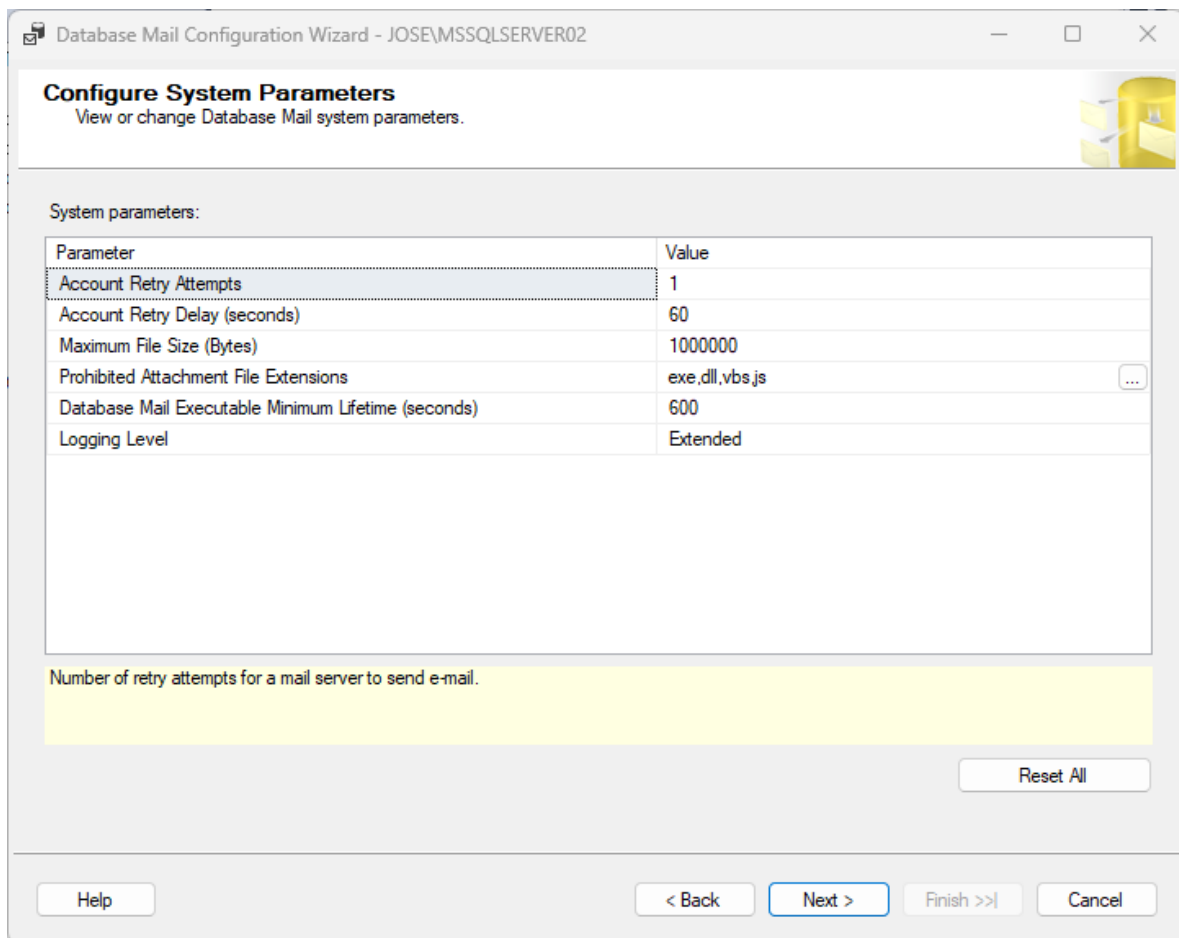 Database Mail Configuration Wizard - JOSE\MSSQLSERVER02
Configure System Parameters
View or change Database Mail system parameters.
System parameters:
Parameter Value
Account Retry Attempts 1
Account Retry Delay (seconds) 60
Maximum File Size (Bytes) 1000000
Prohibited Attachment File Extensions exe,dll,vbs,js ...
Database Mail Executable Minimum Lifetime (seconds) 600
Logging Level Extended
Number of retry attempts for a mail server to send e-mail.
Reset All
Help < Back Next > Finish >>| Cancel